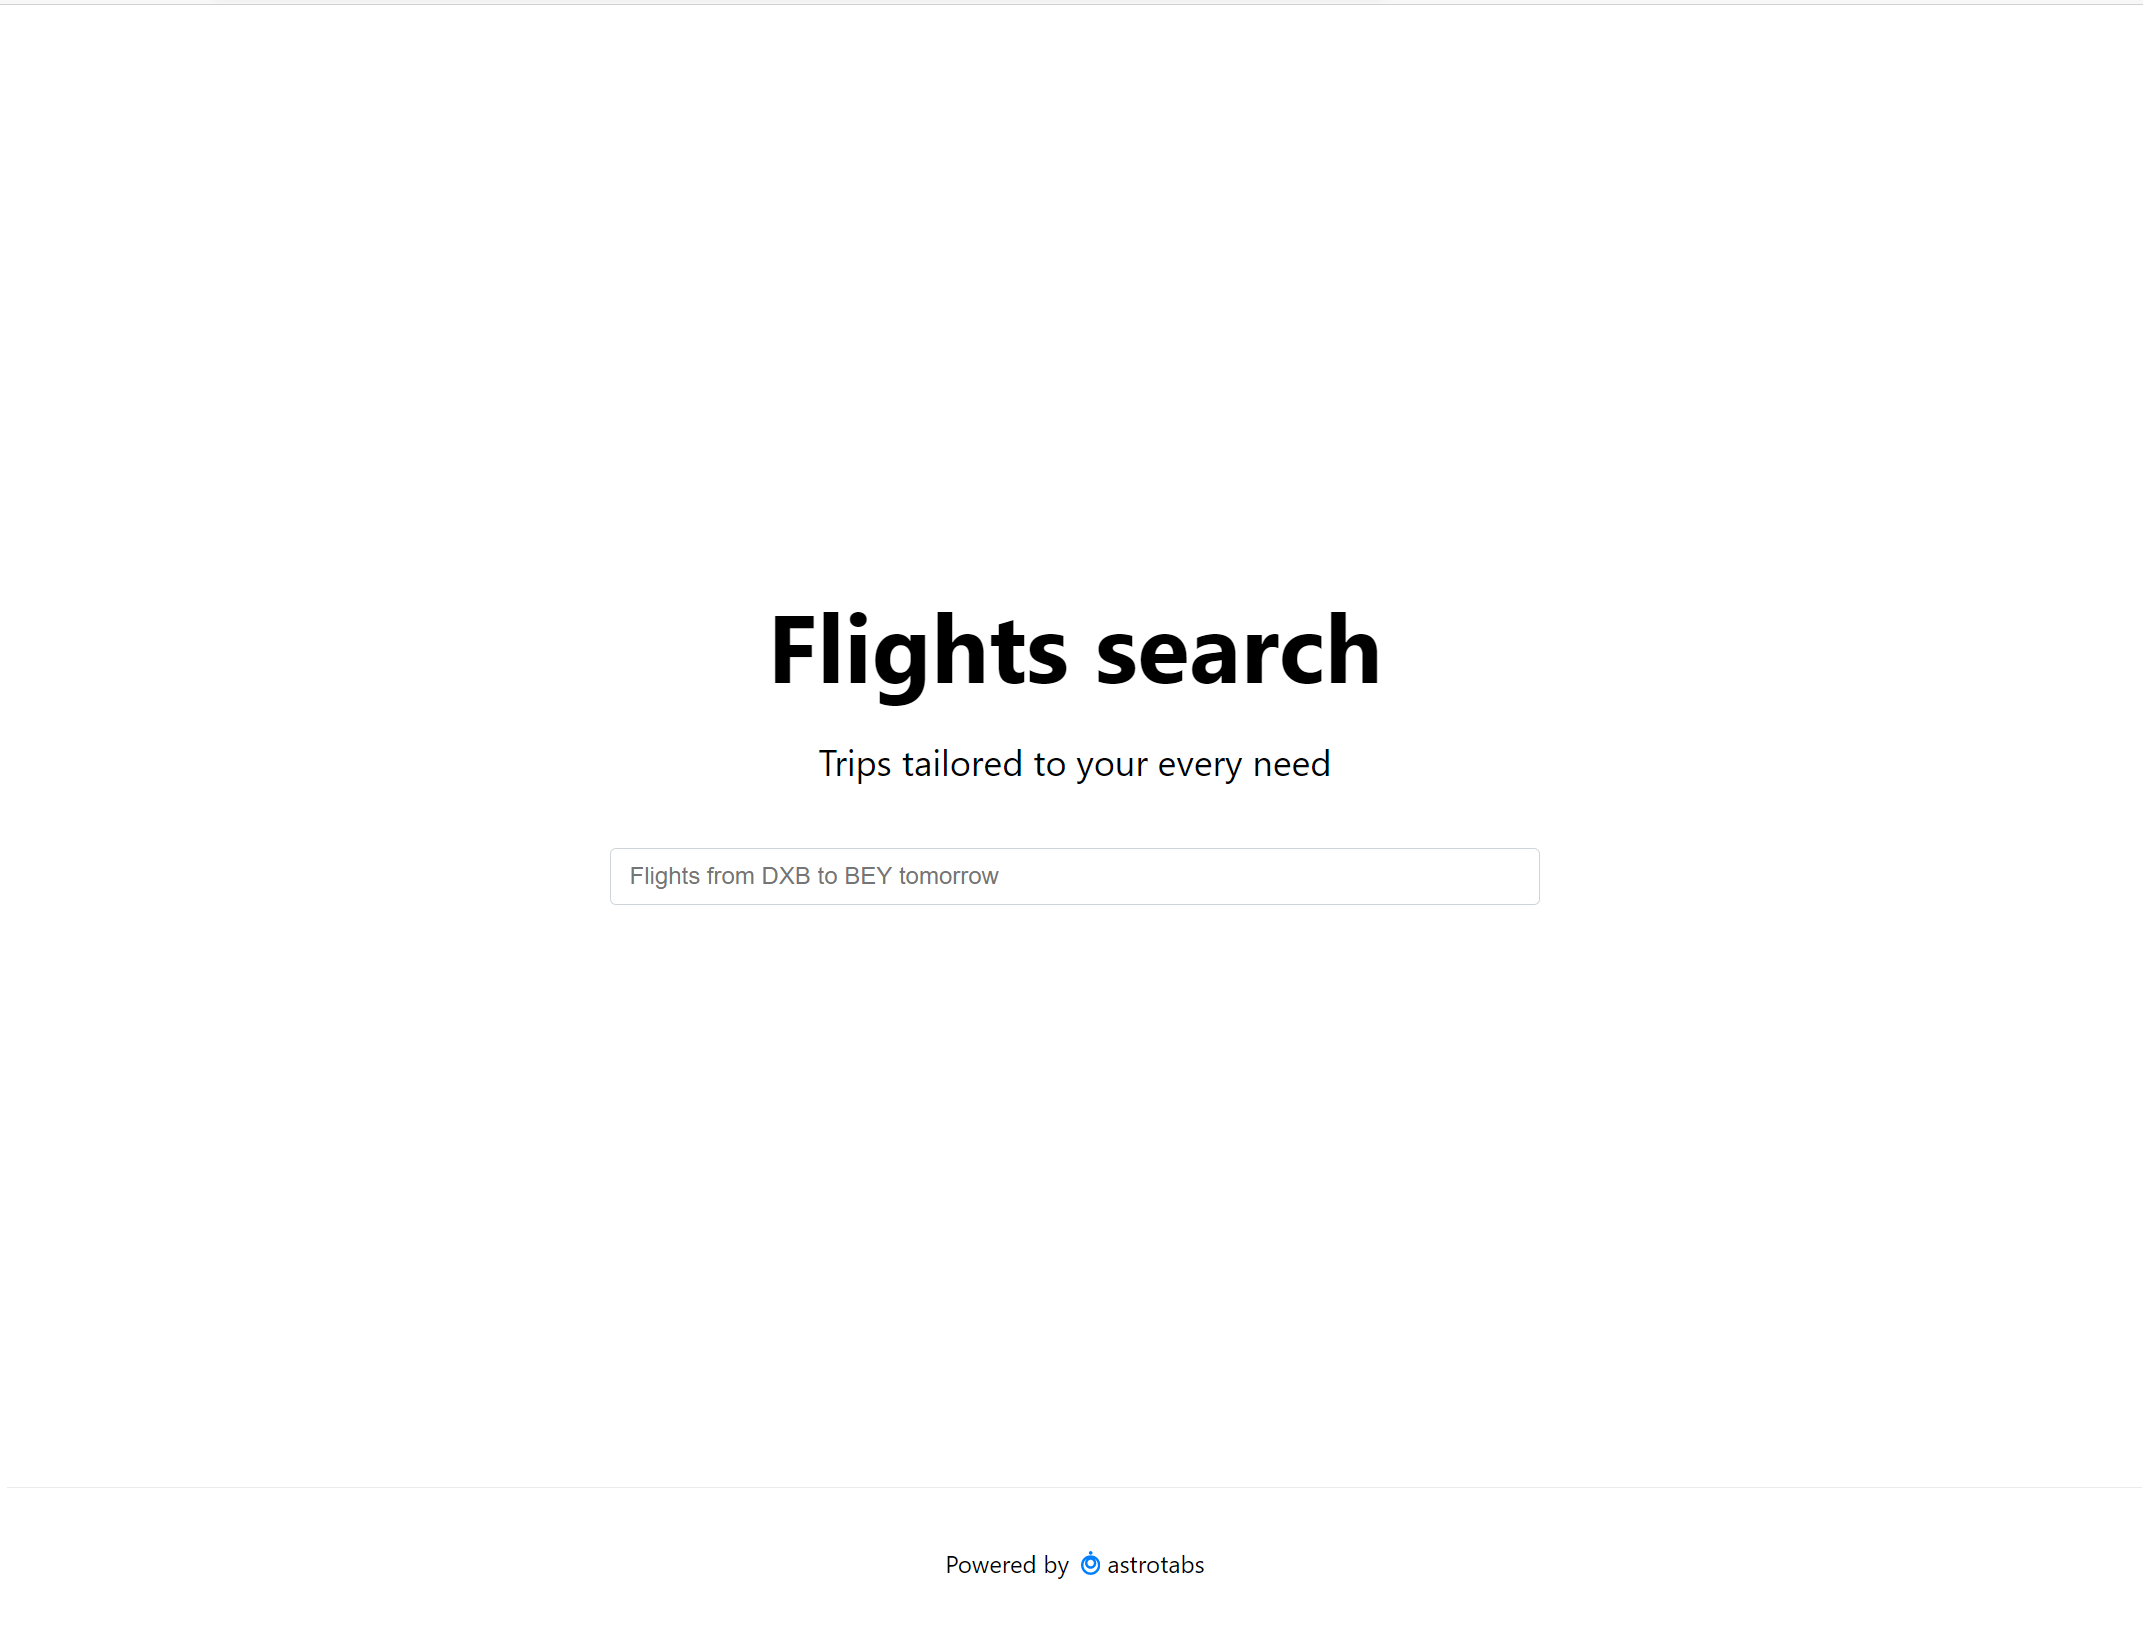 Flights search
Trips tailored to your every need
Flights from DXB to BEY tomorrow
Powered by astrotabs